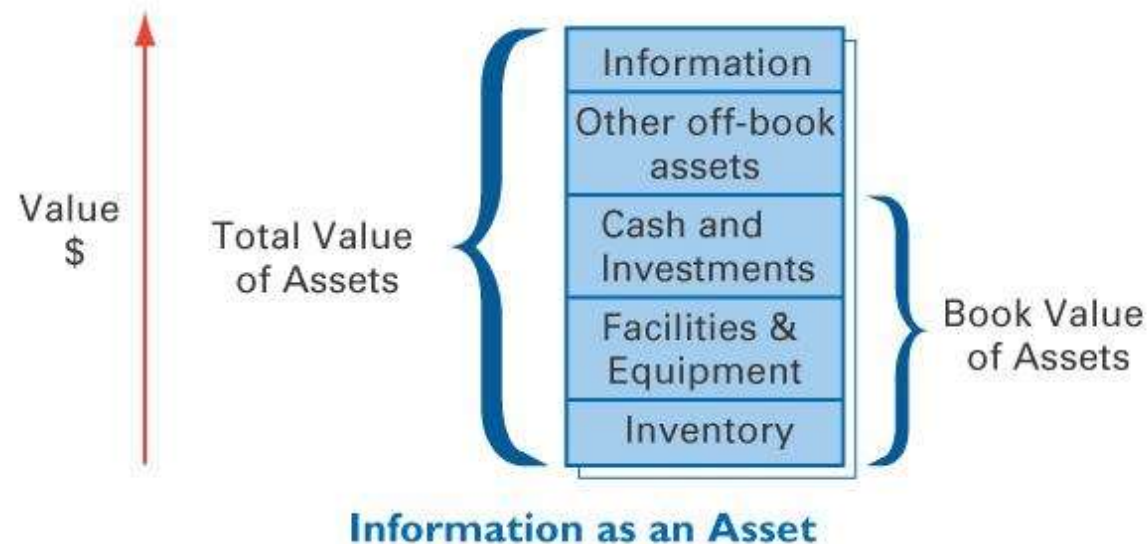 Value
$
Total Value
of Assets
Information
Other off-book
assets
Cash and
Investments
Facilities &
Equipment
Inventory
Book Value
of Assets
Information as an Asset